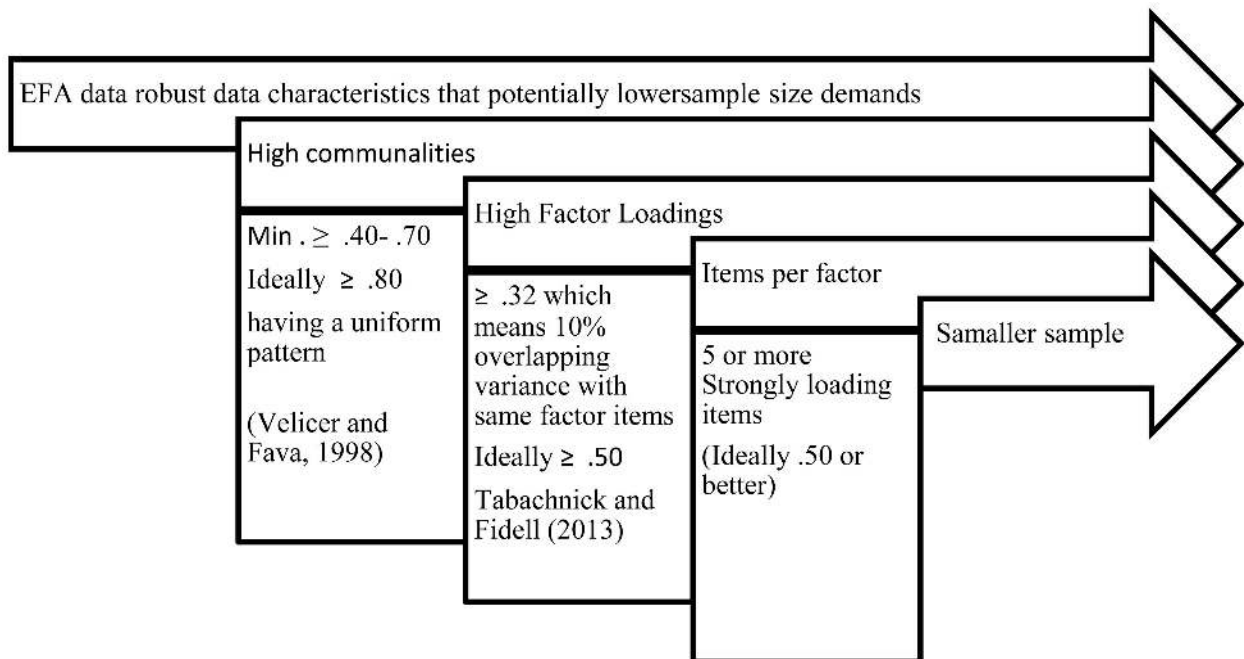 EFA data robust data characteristics that potentially lowersample size demands
High communalities
Min . ≥ .40- .70
Ideally ≥ .80
having a uniform
pattern
(Velicer and
Fava, 1998)
High Factor Loadings
≥ .32 which
means 10%
overlapping
variance with
same factor items
Ideally ≥ .50
Tabachnick and
Fidell (2013)
Items per factor
5 or more
Strongly loading
items
(Ideally .50 or
better)
Samaller sample